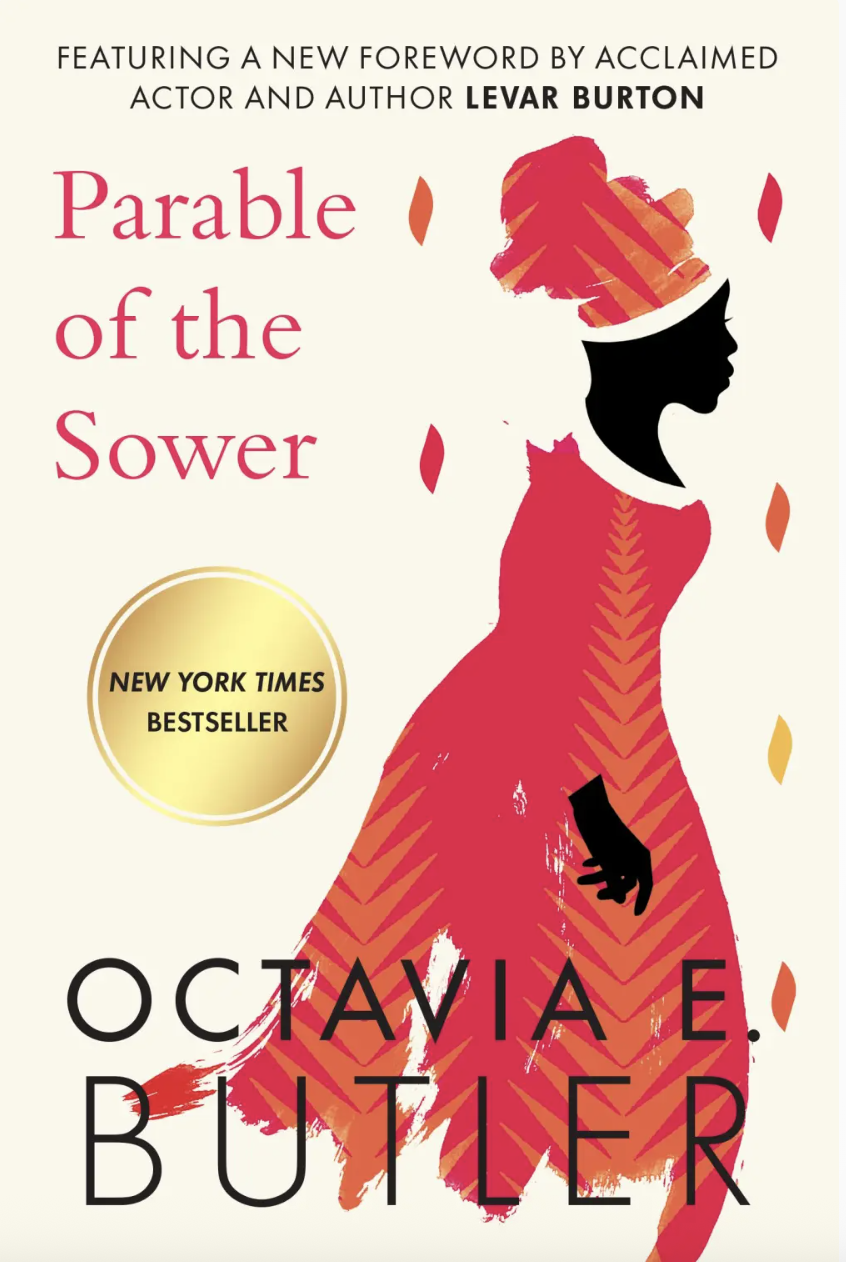 FEATURING A NEW FOREWORD BY ACCLAIMED
ACTOR AND AUTHOR LEVAR BURTON
Parable
of the
Sower
NEW YORK TIMES
BESTSELLER
OCTAVIA E.
BUTLER